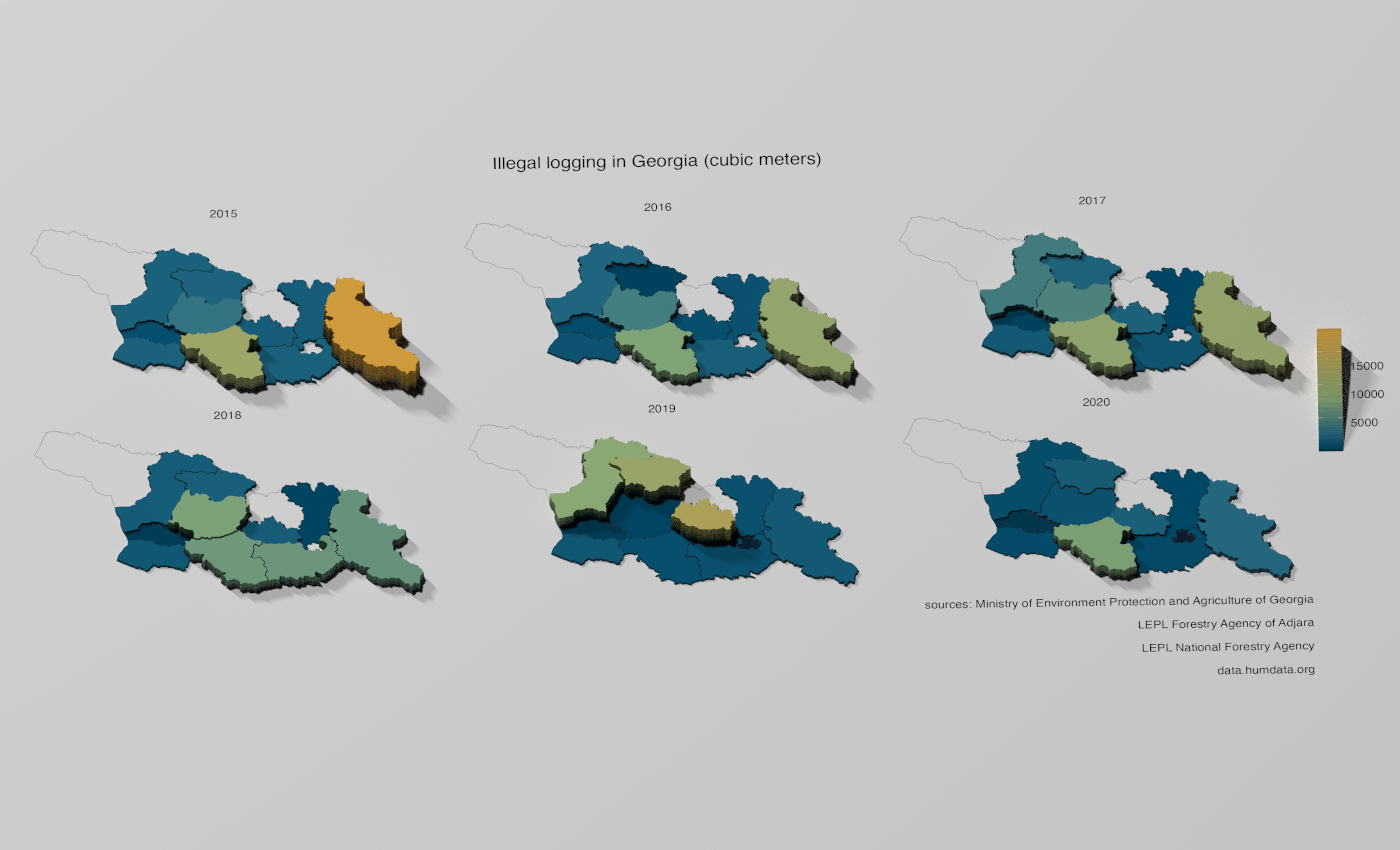 Illegal logging in Georgia (cubic meters)
2015
2016
2017
15000
10000
5000
2018
2019
2020
sources: Ministry of Environment Protection and Agriculture of Georgia
LEPL Forestry Agency of Adjara
LEPL National Forestry Agency
data.humdata.org